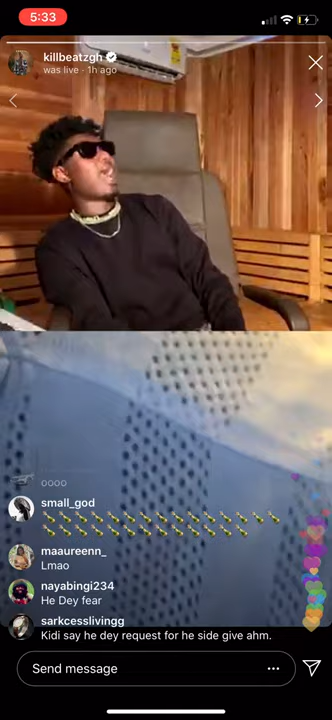 5:33
killbeatzgh
was live · 1h ago
oooo
small_god
maaureenn_
Lmao
nayabingi234
He Dey fear
sarkcesslivingg
Kidi say he dey request for he side give ahm.
Send message